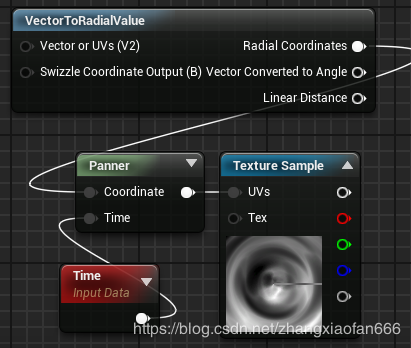 VectorToRadialValue
Vector or UVs (V2) Radial Coordinates
Swizzle Coordinate Output (B) Vector Converted to Angle
Linear Distance
Panner
Coordinate
Time
Texture Sample
UVs
Tex
Time
Input Data
https://blog.csdn.net/zhangxiaofan666